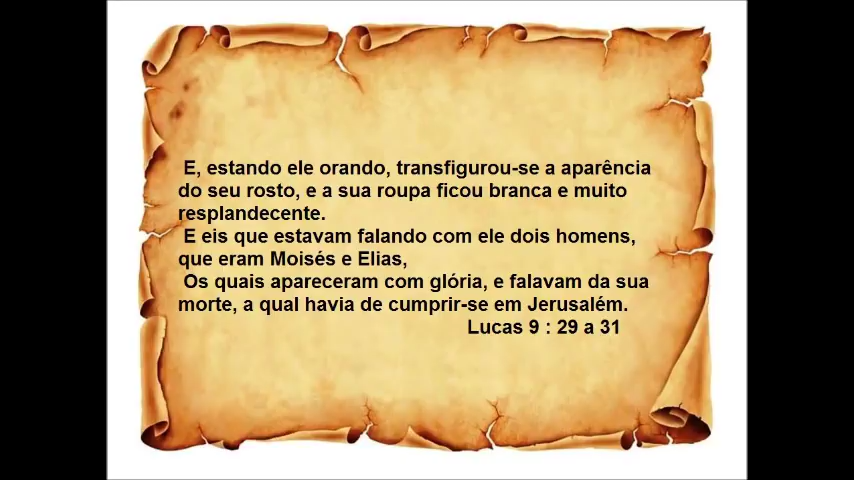 E, estando ele orando, transfigurou-se a aparência
do seu rosto, e a sua roupa ficou branca e muito
resplandecente.
E eis que estavam falando com ele dois homens,
que eram Moisés e Elias,
Os quais apareceram com glória, e falavam da sua
morte, a qual havia de cumprir-se em Jerusalém.
Lucas 9 : 29 a 31